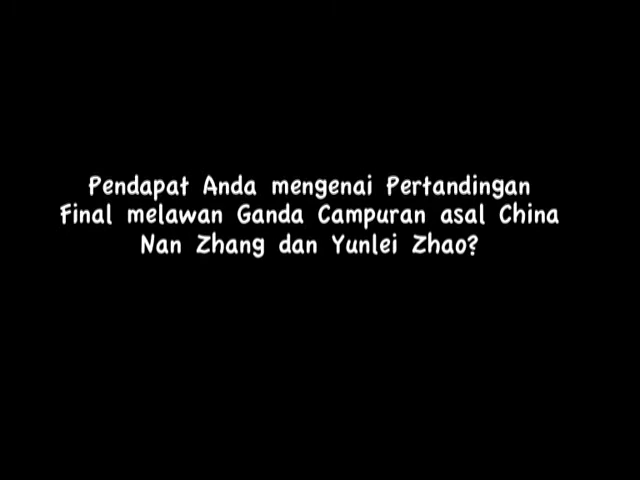 Pendapat Anda mengenai Pertandingan
Final melawan Ganda Campuran asal China
Nan Zhang dan Yunlei Zhao?